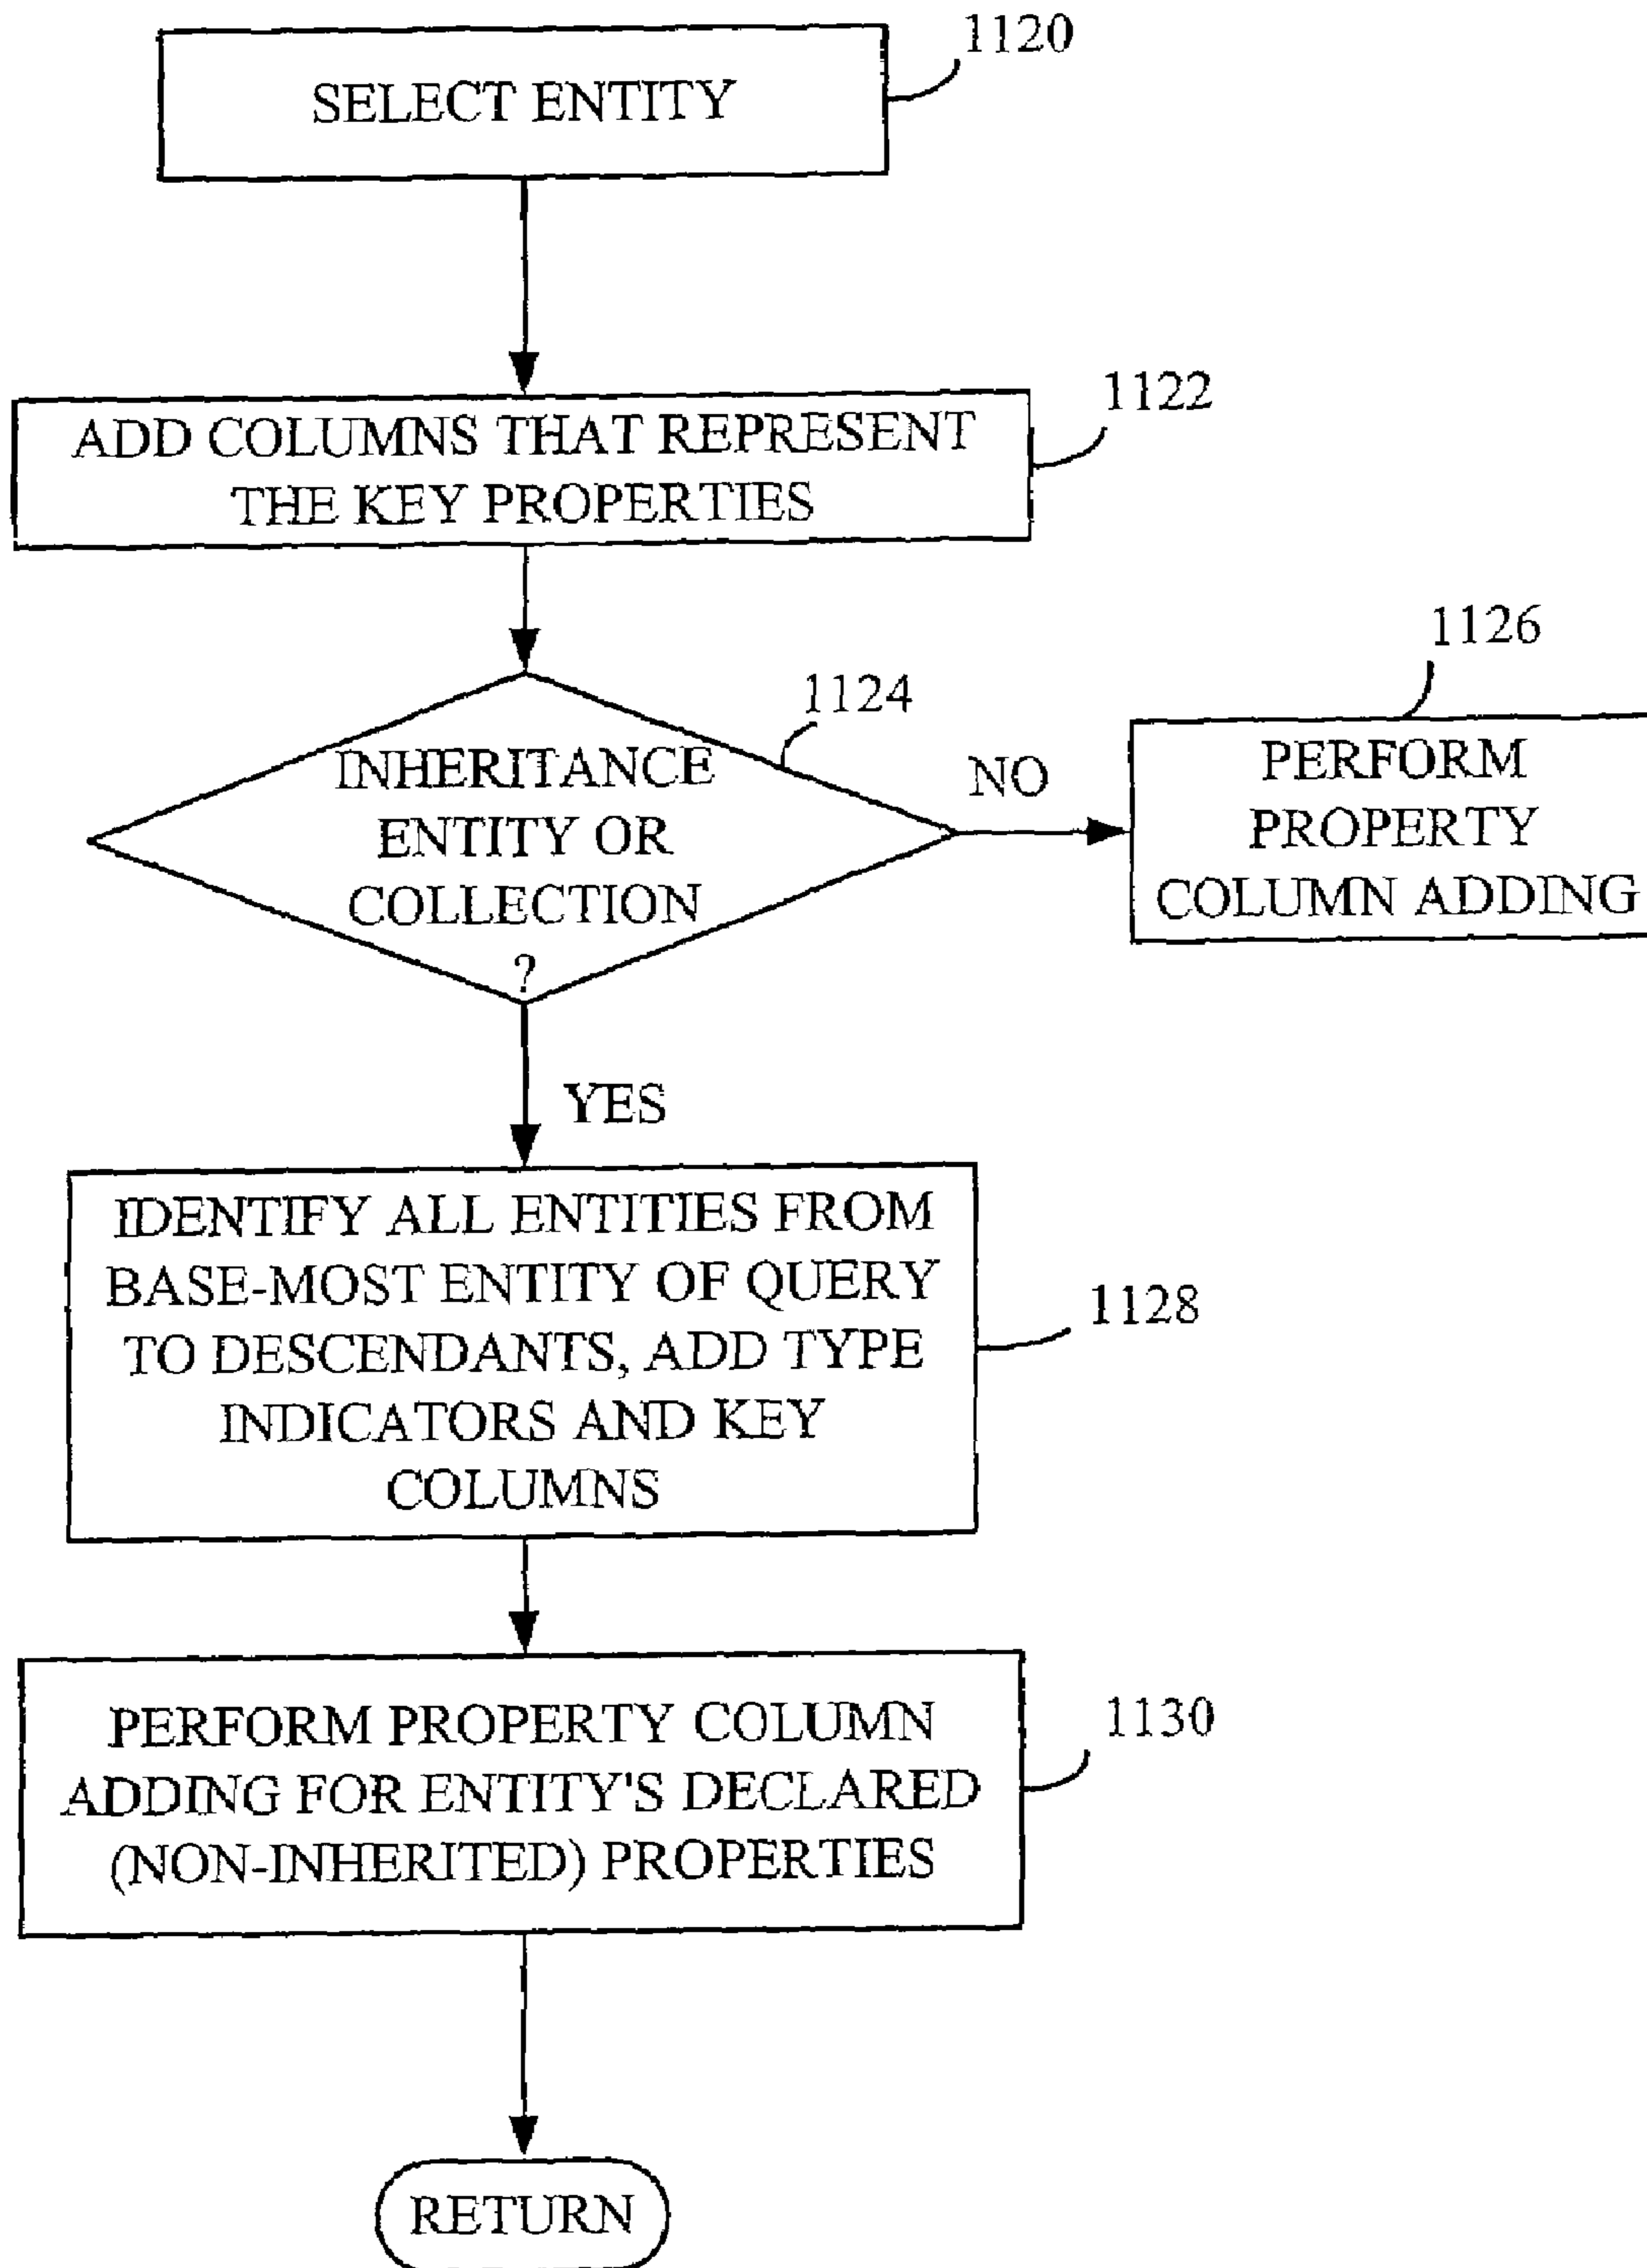 1120
SELECT ENTITY
1122
ADD COLUMNS THAT REPRESENT
THE KEY PROPERTIES
1124
INHERITANCE
ENTITY OR
COLLECTION
?
NO
1126
PERFORM
PROPERTY
COLUMN ADDING
YES
IDENTIFY ALL ENTITIES FROM
BASE-MOST ENTITY OF QUERY
TO DESCENDANTS, ADD TYPE
INDICATORS AND KEY
COLUMNS
1128
PERFORM PROPERTY COLUMN
ADDING FOR ENTITY'S DECLARED
(NON-INHERITED) PROPERTIES
1130
RETURN